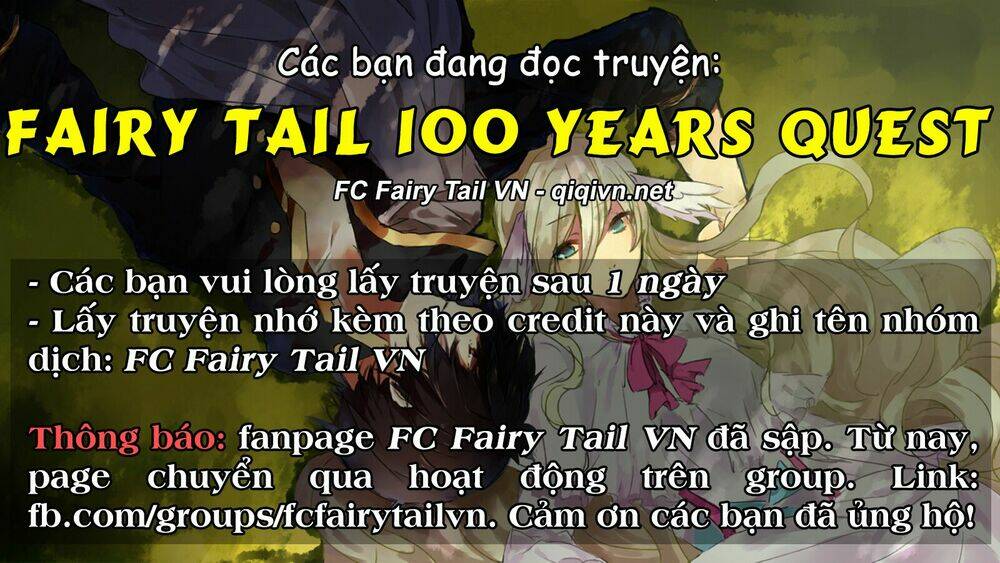 Các bạn đang đọc truyện:
FAIRY TAIL 100 YEARS QUEST
FC Fairy Tail VN - qiqivn.net
- Các bạn vui lòng lấy truyện sau 1 ngày
- Lấy truyện nhớ kèm theo credit này và ghi tên nhóm
dịch: FC Fairy Tail VN
Thông báo: fanpage FC Fairy Tail VN đã sập. Từ nay,
page chuyển qua hoạt động trên group. Link:
fb.com/groups/fcfairytailvn. Cảm ơn các bạn đã ủng hộ!